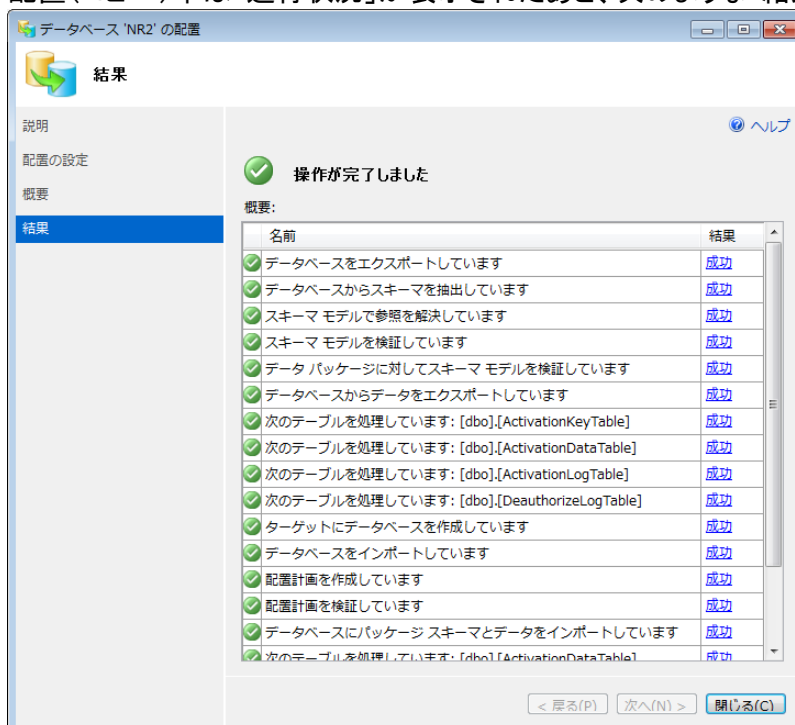 データベース 'NR2' の配置
結果
説明
配置の設定
概要
結果
ヘルプ
操作が完了しました
概要:
名前 結果
データベースをエクスポートしています 成功
データベースからスキーマを抽出しています 成功
スキーマ モデルで参照を解決しています 成功
スキーマ モデルを検証しています 成功
データ パッケージに対してスキーマ モデルを検証しています 成功
データベースからデータをエクスポートしています 成功
次のテーブルを処理しています: [dbo].[ActivationKeyTable] 成功
次のテーブルを処理しています: [dbo].[ActivationDataTable] 成功
次のテーブルを処理しています: [dbo].[ActivationLogTable] 成功
次のテーブルを処理しています: [dbo].[DeauthorizeLogTable] 成功
ターゲットにデータベースを作成しています 成功
データベースをインポートしています 成功
配置計画を作成しています 成功
配置計画を検証しています 成功
データベースにパッケージ スキーマとデータをインポートしています 成功
次のテーブルを処理しています: [dbo].[ActivationDataTable] 成功
< 戻る(P) 次へ(N) > 閉じる(C)